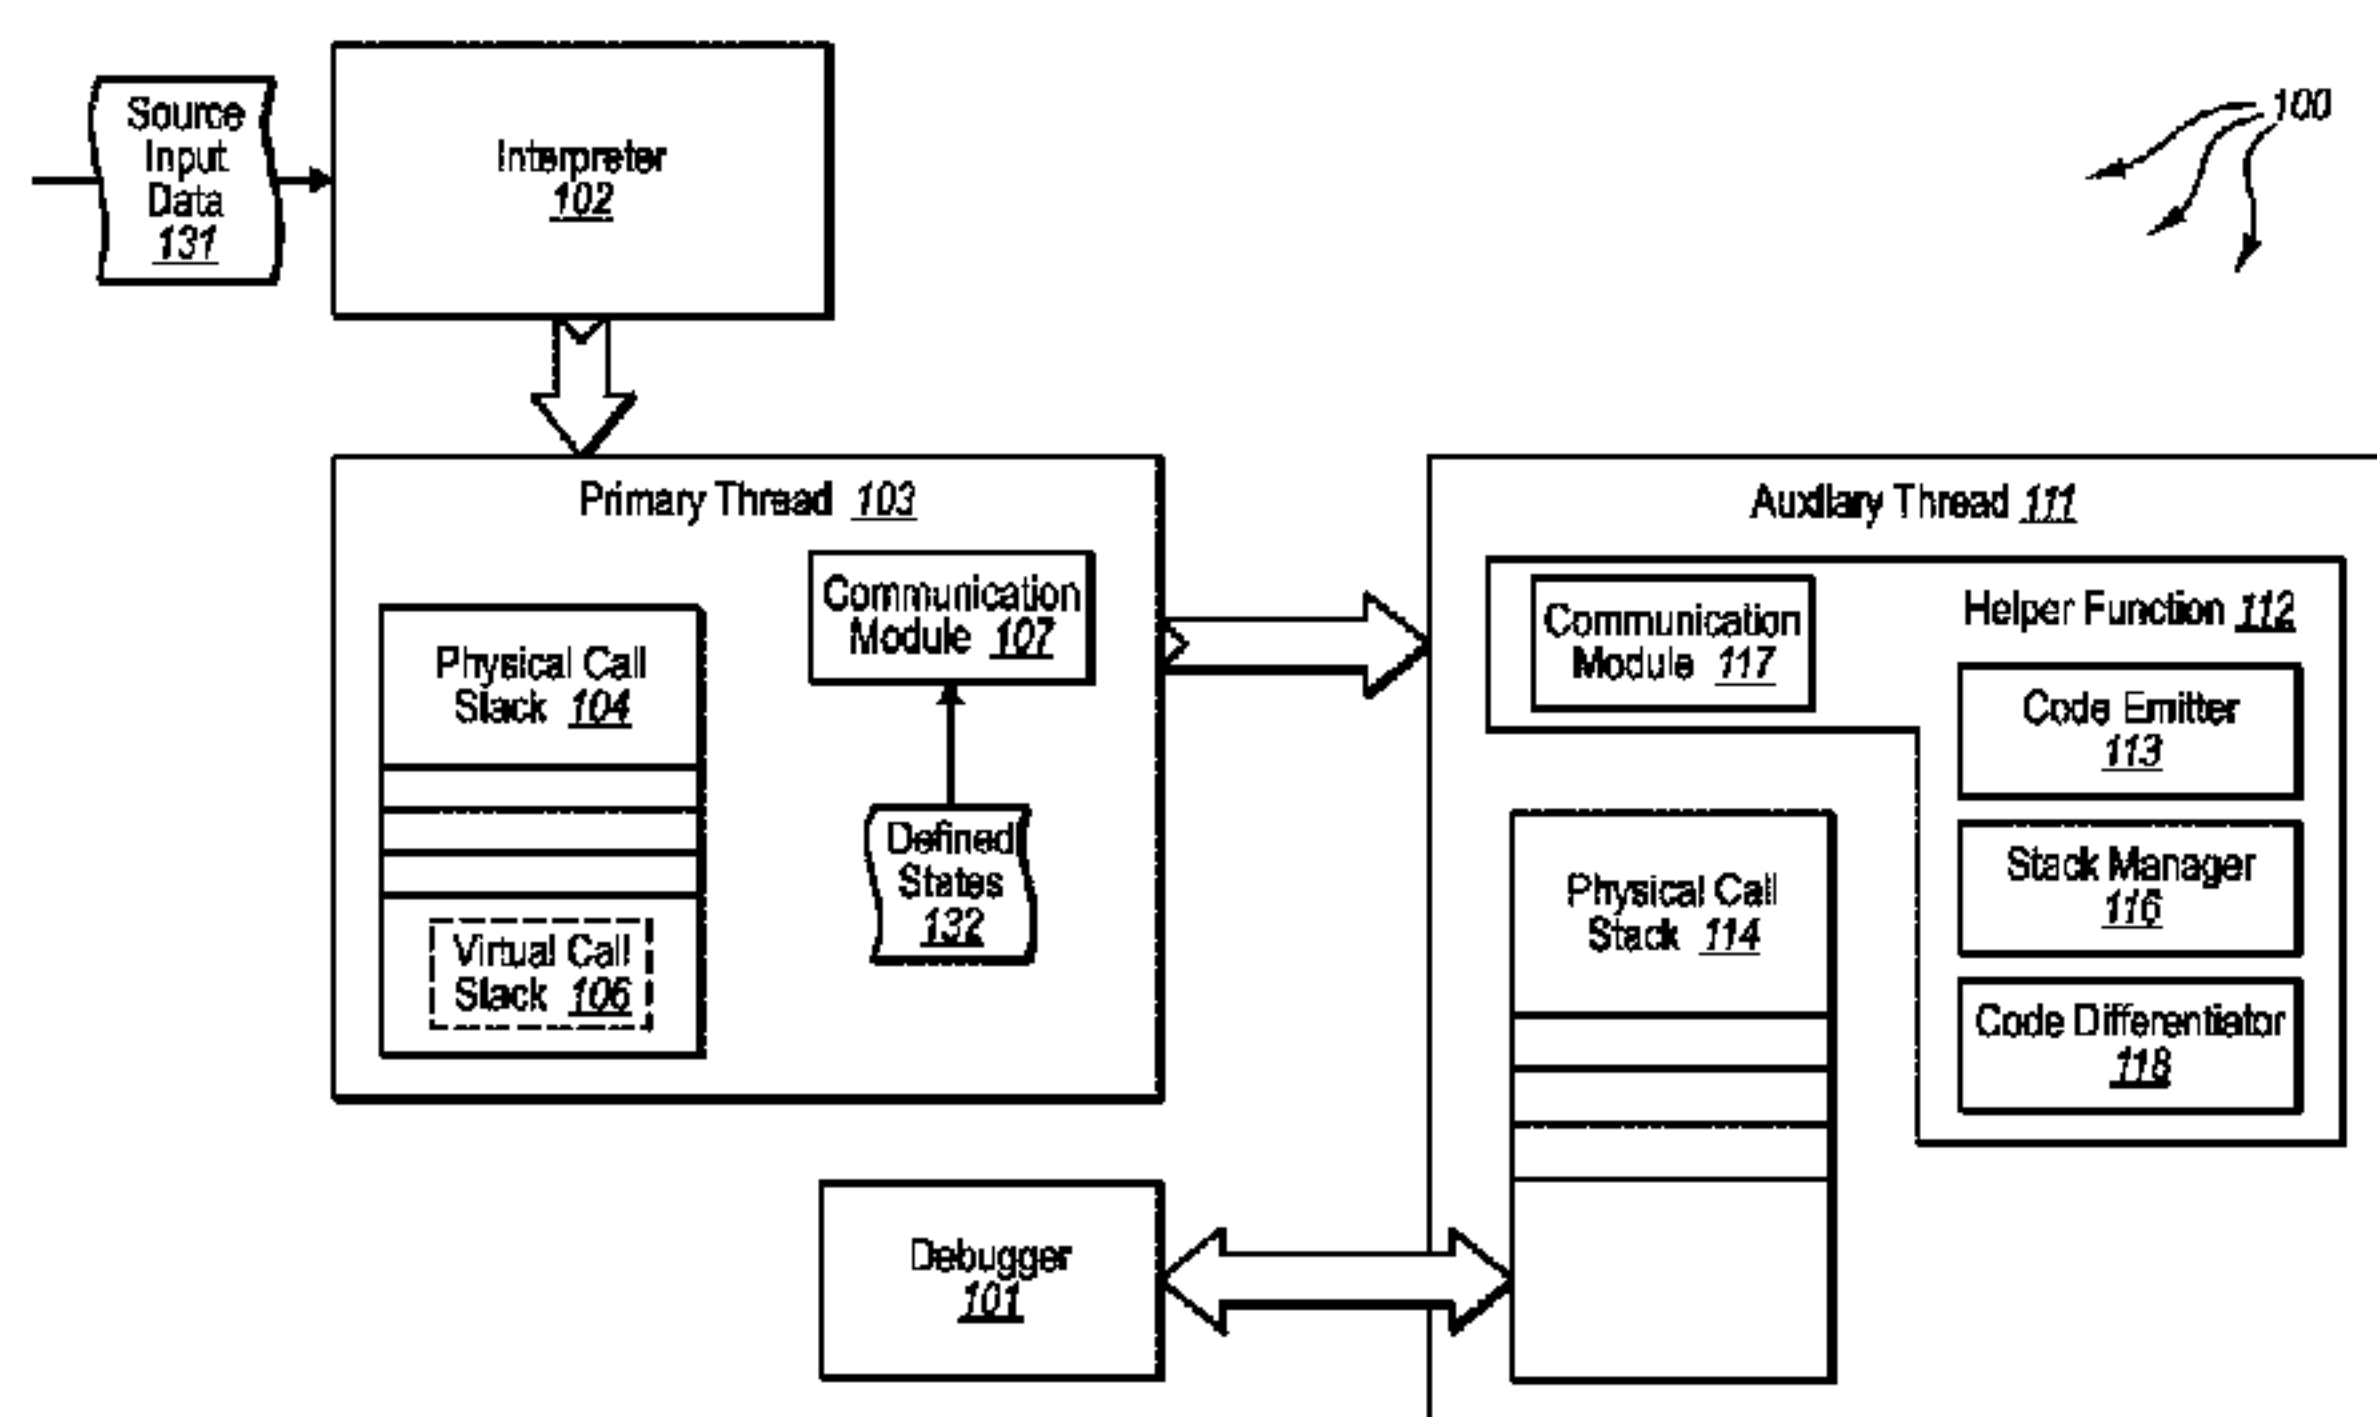 Source
Input
Data
131
Interpreter
102
100
Primary Thread 103
Communication
Module 107
Physical Call
Stack 104
Defined
States
132
Virtual Call
Stack 106
Auxiliary Thread 111
Communication
Module 117
Helper Function 112
Code Emitter
113
Stack Manager
116
Code Differentiator
118
Physical Call
Stack 114
Debugger
101